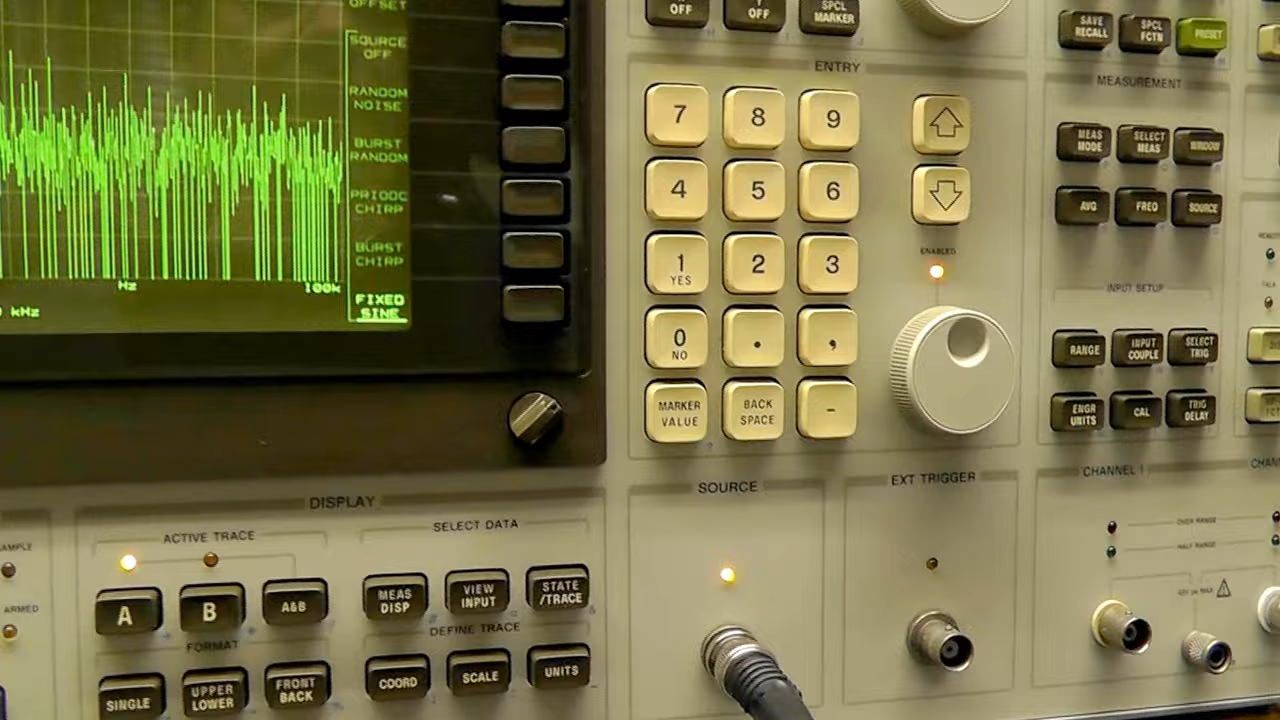 OFFSET
SOURCE
OFF
RANDOM
NOISE
BURST
RANDOM
PRIODC
CHIRP
BURST
CHIRP
FIXED
SINE
Hz
100k
kHz
OFF
OFF
SPCL
MARKER
ENTRY
7
8
9
4
5
6
1
YES
2
3
0
NO
.
,
MARKER
VALUE
BACK
SPACE
-
ENABLED
SAVE
RECALL
SPCL
FCTN
PRESET
MEASUREMENT
MEAS
MODE
SELECT
MEAS
WINDOW
AVG
FREQ
SOURCE
INPUT SETUP
RANGE
INPUT
COUPLE
SELECT
TRIG
ENGR
UNITS
CAL
TRIG
DELAY
DISPLAY
ACTIVE TRACE
SELECT DATA
A
B
A&B
MEAS
DISP
VIEW
INPUT
STATE
/TRACE
FORMAT
DEFINE TRACE
SINGLE
UPPER
LOWER
FRONT
BACK
COORD
SCALE
UNITS
ARMED
SOURCE
EXT TRIGGER
CHANNEL 1
OVER RANGE
HALF RANGE